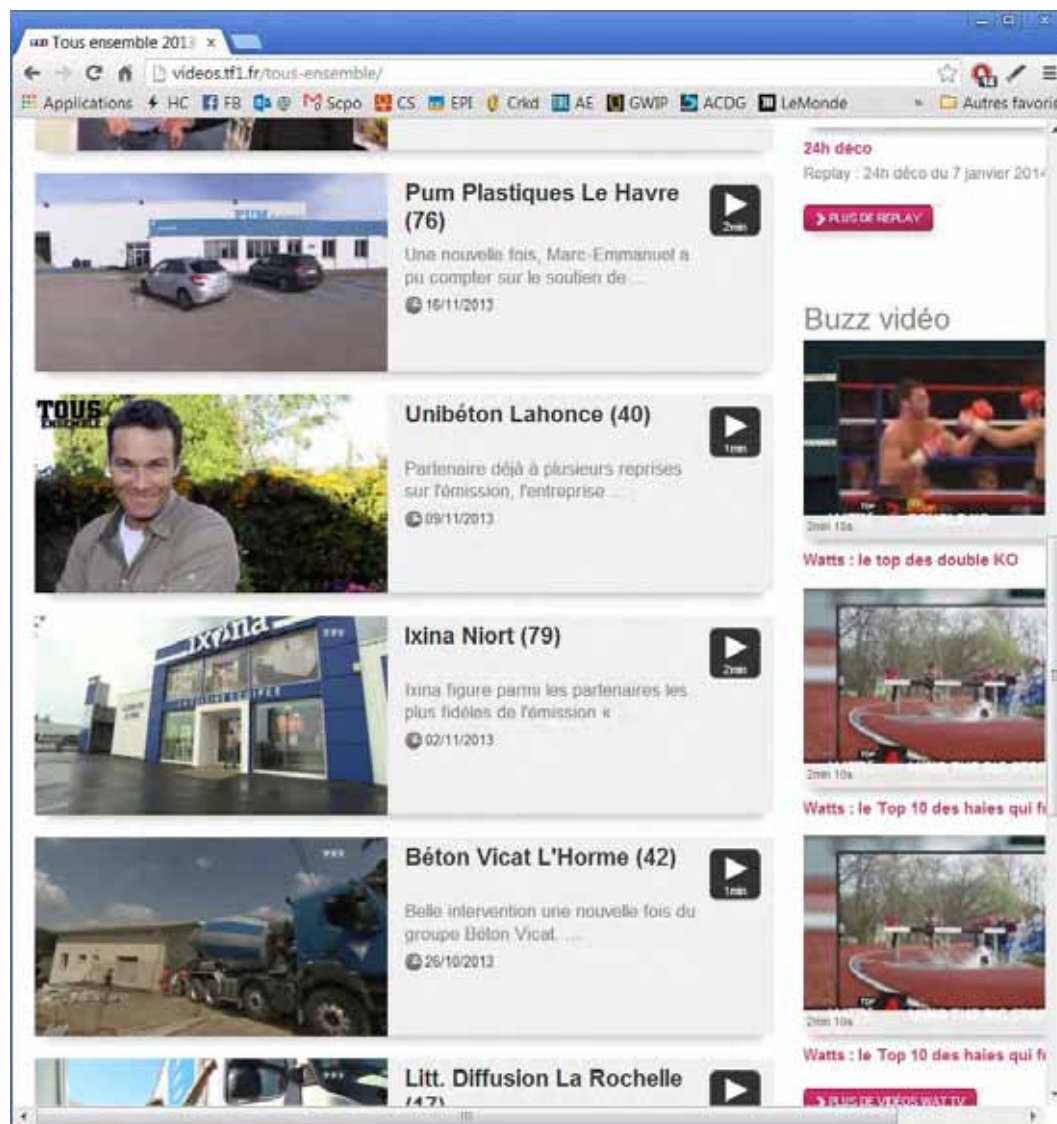 Tous ensemble 2013
videos.tf1.fr/tous-ensemble/
Applications HC FB @ Scpo CS EPI Crkd AE GWIP ACDG LeMonde » Autres favoris
Pum Plastiques Le Havre
(76)
2min
Une nouvelle fois, Marc-Emmanuel a
pu compter sur le soutien de ...
16/11/2013
TOUS
ENSEMBLE
Unibéton Lahonce (40)
1min
Partenaire déjà à plusieurs reprises
sur l'émission, l'entreprise ...
09/11/2013
ixina
Ixina Niort (79)
2min
Ixina figure parmi les partenaires les
plus fidèles de l'émission « ...
02/11/2013
Béton Vicat L'Horme (42)
1min
Belle intervention une nouvelle fois du
groupe Béton Vicat. ...
26/10/2013
Litt. Diffusion La Rochelle
(17)
24h déco
Replay : 24h déco du 7 janvier 2014
PLUS DE REPLAY
Buzz vidéo
TOP
2min 15s
Watts : le top des double KO
TOP
2min 10s
Watts : le Top 10 des haies qui f
TOP
2min 10s
Watts : le Top 10 des haies qui f
PLUS DE VIDÉOS WAT TV